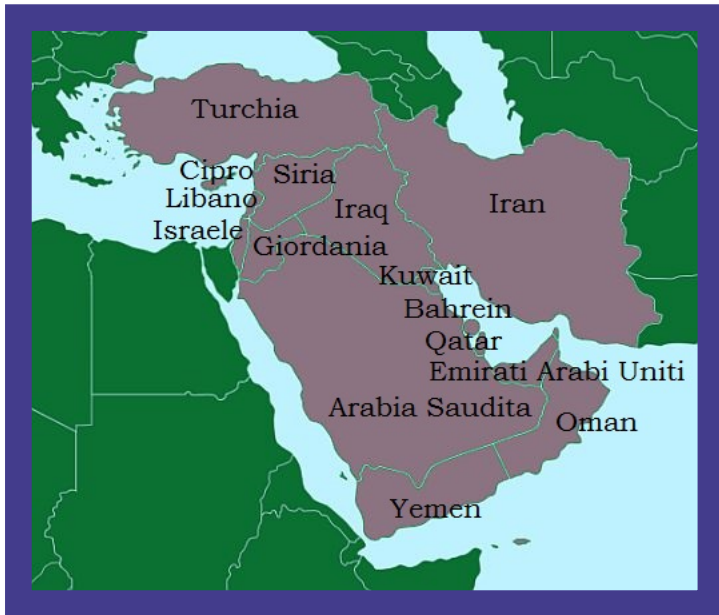 Turchia
Cipro
Siria
Libano
Iraq
Iran
Israele
Giordania
Kuwait
Bahrein
Qatar
Emirati Arabi Uniti
Arabia Saudita
Oman
Yemen